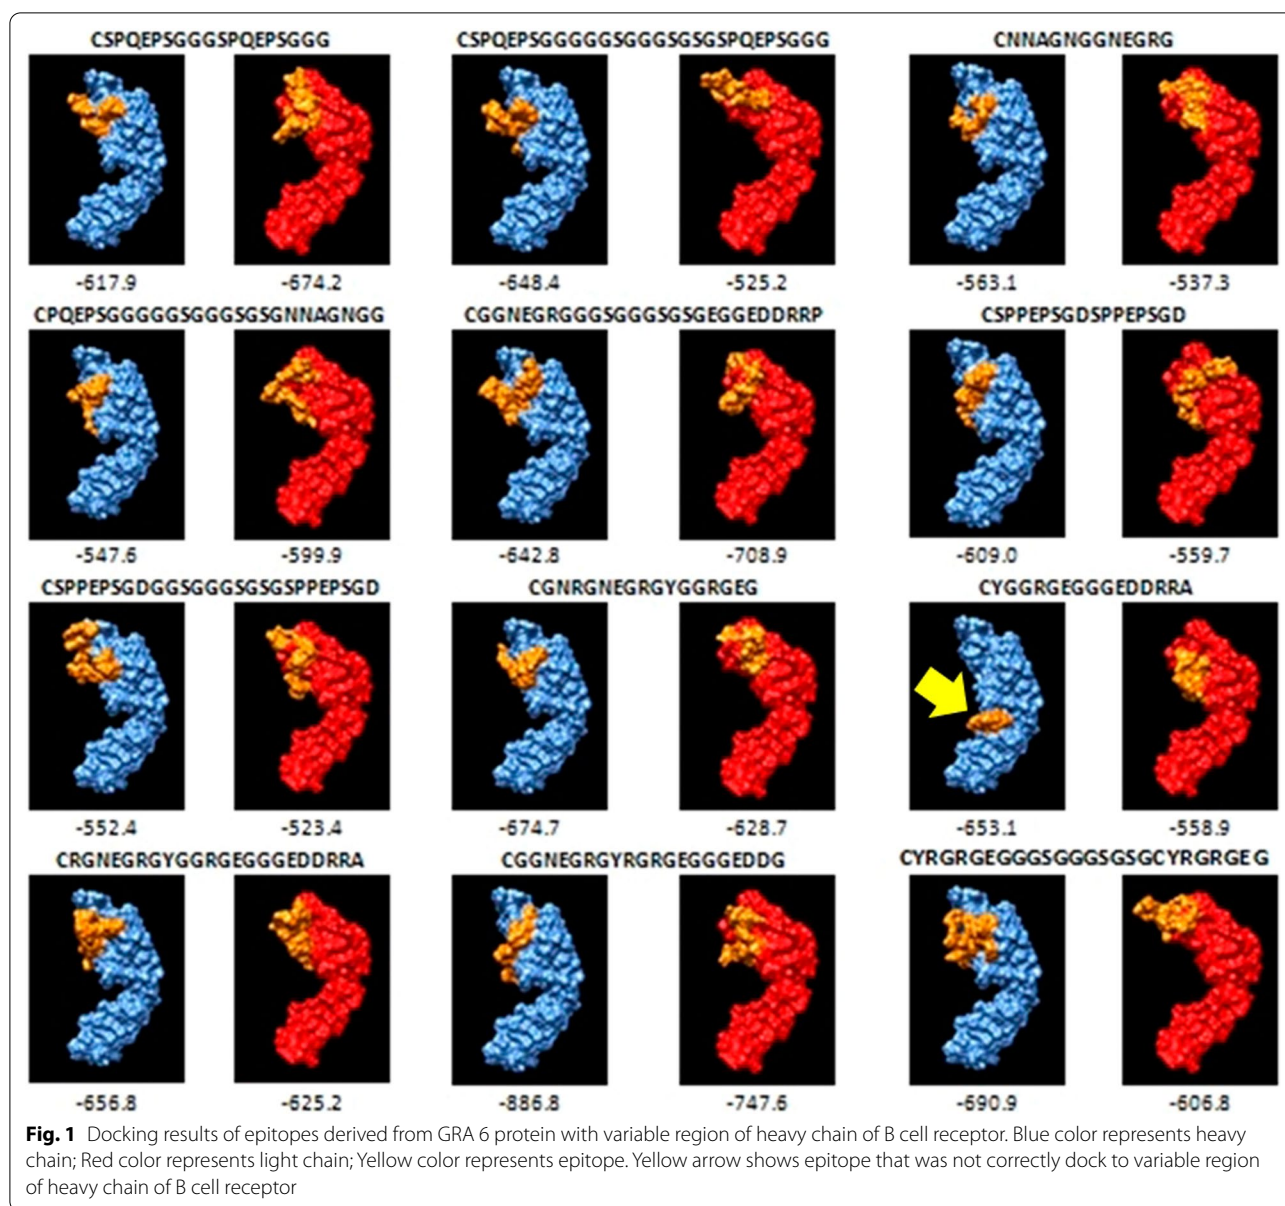 CSPQEPSGGGSPQEPSGGG CSPQEPSGGGGGSGGGSGSGSPQEPSGGG CNNAGNGGNEGRG
-617.9 -674.2 -648.4 -525.2 -563.1 -537.3
CPQEPSGGGGGSGGGSGSGNNAGNGG CGGNEGRGGGSGGGSGSGEGGEDDRRP CSPPEPSGDSPPEPSGD
-547.6 -599.9 -642.8 -708.9 -609.0 -559.7
CSPPEPSGDGGSGGGSGSGSPPEPSGD CGNRGNEGRGYGGRGEG CYGGRGEGGGEDDRRA
-552.4 -523.4 -674.7 -628.7 -653.1 -558.9
CRGNEGRGYGGRGEGGGEDDRRA CGGNEGRGYRGRGEGGGEDDG CYRGRGEGGGSGGGSGSGCYRGRGEG
-656.8 -625.2 -886.8 -747.6 -690.9 -606.8
Fig. 1 Docking results of epitopes derived from GRA 6 protein with variable region of heavy chain of B cell receptor. Blue color represents heavy
chain; Red color represents light chain; Yellow color represents epitope. Yellow arrow shows epitope that was not correctly dock to variable region
of heavy chain of B cell receptor